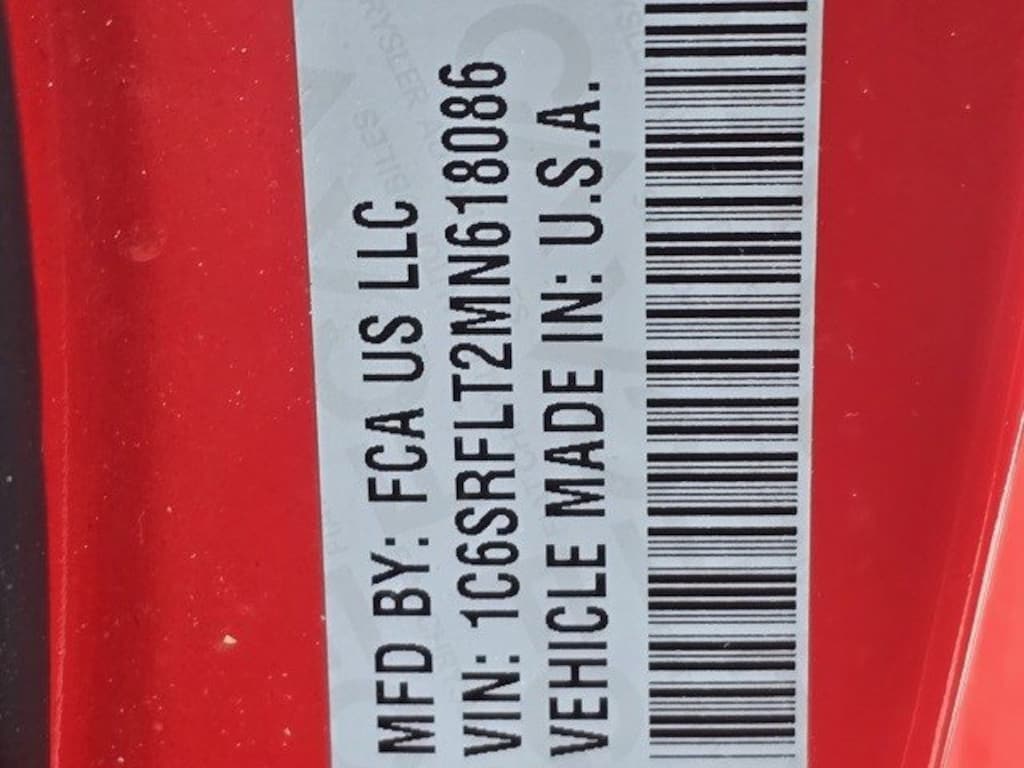 MFD BY: FCA US LLC
VIN: 1C6SRFLT2MN618086
VEHICLE MADE IN: U.S.A.